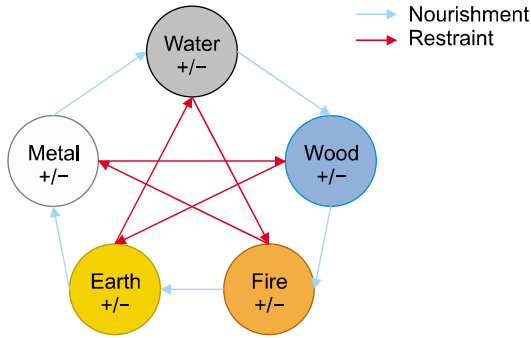 Nourishment
Restraint
Water
+/−
Metal
+/−
Wood
+/−
Earth
+/−
Fire
+/−